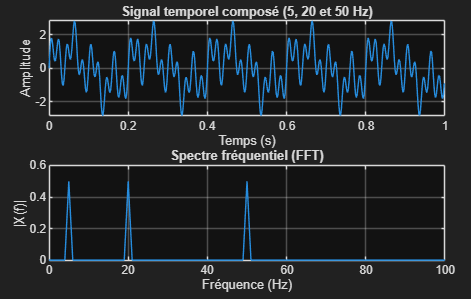 Signal temporel composé (5, 20 et 50 Hz)
Amplitude
2
0
-2
0 0.2 0.4 0.6 0.8 1
Temps (s)
Spectre fréquentiel (FFT)
|X(f)|
0.6
0.4
0.2
0
0 20 40 60 80 100
Fréquence (Hz)